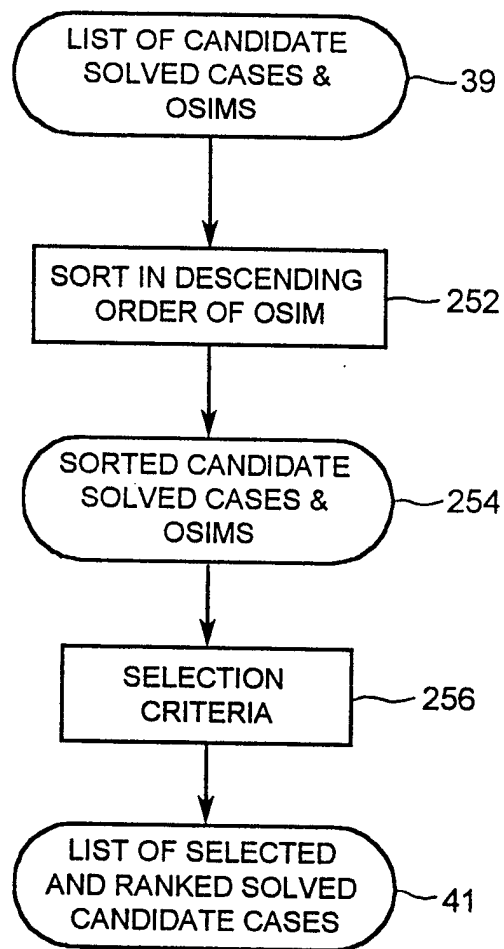 LIST OF CANDIDATE
SOLVED CASES &
OSIMS
39
SORT IN DESCENDING
ORDER OF OSIM
252
SORTED CANDIDATE
SOLVED CASES &
OSIMS
254
SELECTION
CRITERIA
256
LIST OF SELECTED
AND RANKED SOLVED
CANDIDATE CASES
41